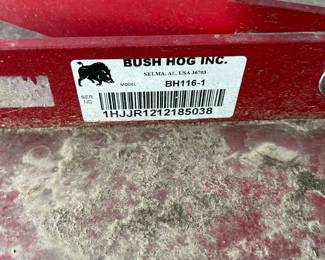 BUSH HOG INC.
SELMA, AL. USA 36703
MODEL BH116-1
SER.
NO.
1HJJR1212185038